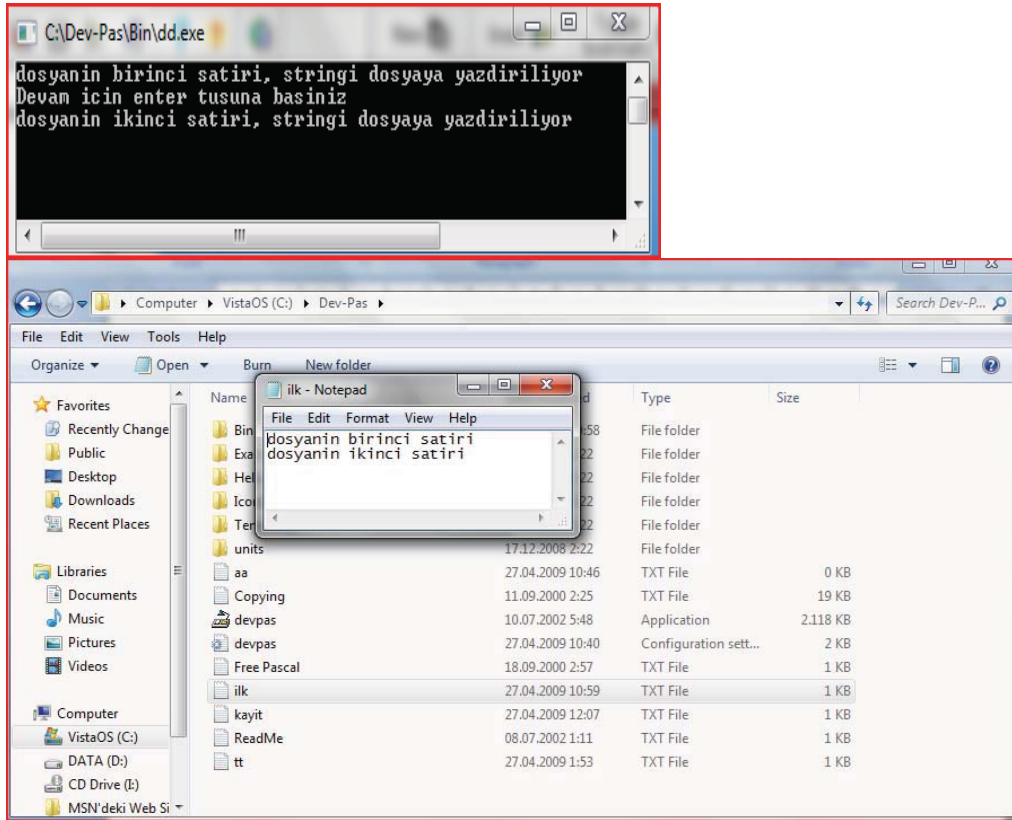 C:\Dev-Pas\Bin\dd.exe
dosyanin birinci satiri, stringi dosyaya yazdiriliyor
Devam icin enter tusuna basiniz
dosyanin ikinci satiri, stringi dosyaya yazdiriliyor
Computer VistaOS (C:) Dev-Pas Search Dev-P...
File Edit View Tools Help
Organize Open Burn New folder
Favorites
Recently Change
Public
Desktop
Downloads
Recent Places
Libraries
Documents
Music
Pictures
Videos
Computer
VistaOS (C:)
DATA (D:)
CD Drive (I:)
MSN'deki Web Si
Name Type Size
Bin :58 File folder
Exa 22 File folder
Hel 22 File folder
Ico 22 File folder
Ter 22 File folder
units 17.12.2008 2:22 File folder
aa 27.04.2009 10:46 TXT File 0 KB
Copying 11.09.2000 2:25 TXT File 19 KB
devpas 10.07.2002 5:48 Application 2.118 KB
devpas 27.04.2009 10:40 Configuration sett... 2 KB
Free Pascal 18.09.2000 2:57 TXT File 1 KB
ilk 27.04.2009 10:59 TXT File 1 KB
kayit 27.04.2009 12:07 TXT File 1 KB
ReadMe 08.07.2002 1:11 TXT File 1 KB
tt 27.04.2009 1:53 TXT File 1 KB
ilk - Notepad
File Edit Format View Help
dosyanin birinci satiri
dosyanin ikinci satiri